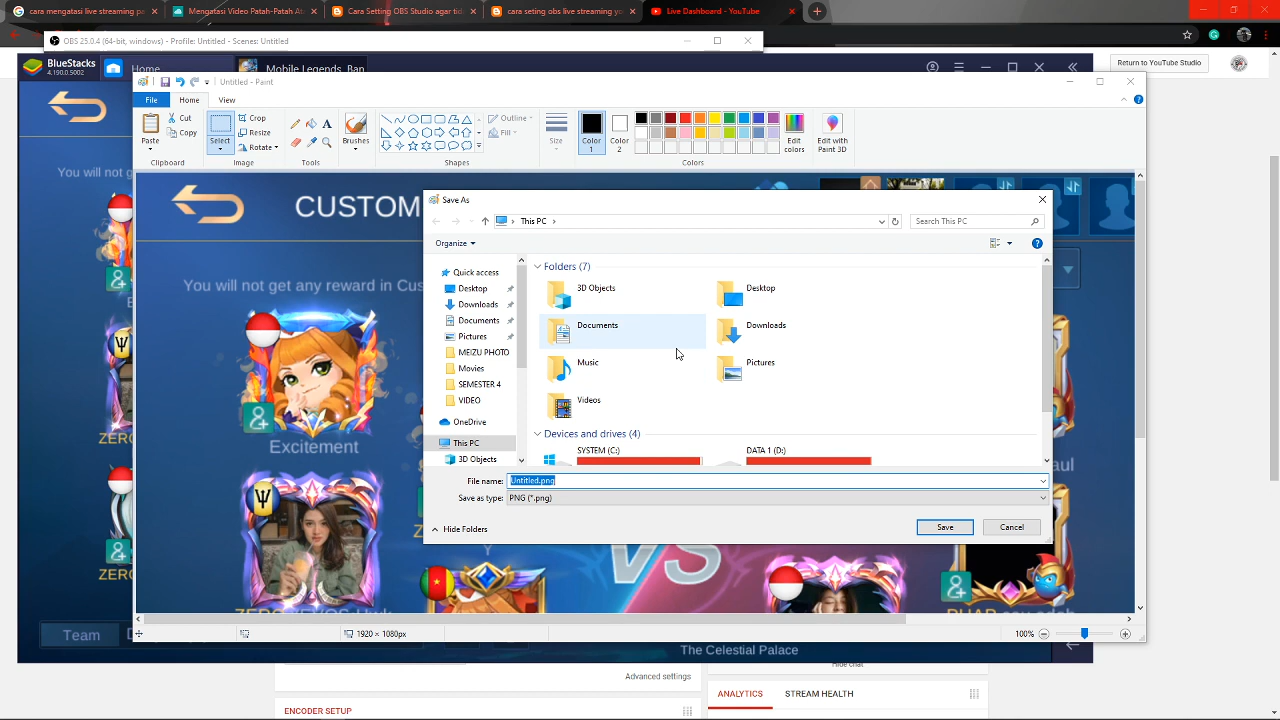 cara mengatasi live streaming pa
Mengatasi Video Patah-Patah At
Cara Setting OBS Studio agar tid
cara seting obs live streaming yo
Live Dashboard - YouTube
OBS 25.0.4 (64-bit, windows) - Profile: Untitled - Scenes: Untitled
BlueStacks
4.190.0.5002
Home
Mobile Legends_Ban
Return to YouTube Studio
Untitled - Paint
File
Home
View
Paste
Cut
Copy
Clipboard
Select
Crop
Resize
Rotate
Image
Tools
Brushes
Shapes
Outline
Fill
Size
Color
1
Color
2
Edit
colors
Edit with
Paint 3D
Colors
You will not g
CUSTOM
You will not get any reward in Cus
Save As
This PC
Search This PC
Organize
Quick access
Desktop
Downloads
Documents
Pictures
MEIZU PHOTO
Movies
SEMESTER 4
VIDEO
OneDrive
This PC
3D Objects
Folders (7)
3D Objects
Desktop
Documents
Downloads
Music
Pictures
Videos
Devices and drives (4)
SYSTEM (C:)
DATA 1 (D:)
File name:
Untitled.png
Save as type:
PNG (*.png)
Hide Folders
Save
Cancel
Excitement
ZERO
ZERO
VS
Team
1920 × 1080px
100%
The Celestial Palace
Hide chat
Advanced settings
ANALYTICS
STREAM HEALTH
ENCODER SETUP